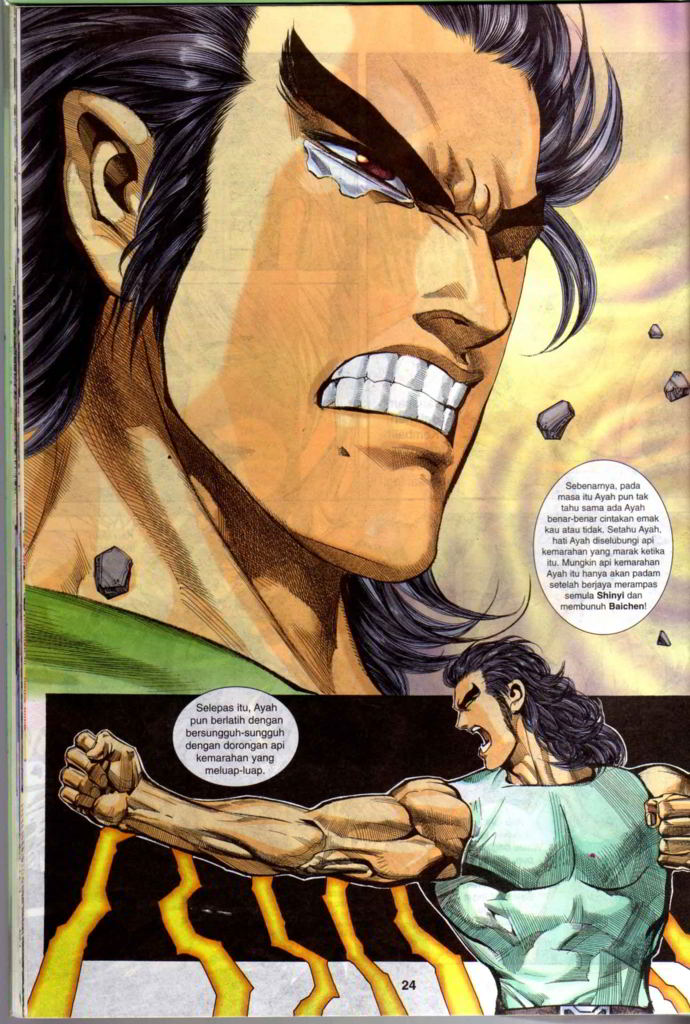 Sebenarnya, pada
masa itu Ayah pun tak
tahu sama ada Ayah
benar-benar cintakan emak
kau atau tidak. Setahu Ayah,
hati Ayah diselubungi api
kemarahan yang marak ketika
itu. Mungkin api kemarahan
Ayah itu hanya akan padam
setelah berjaya merampas
semula Shinyi dan
membunuh Baichen!
Selepas itu, Ayah
pun berlatih dengan
bersungguh-sungguh
dengan dorongan api
kemarahan yang
meluap-luap.
24